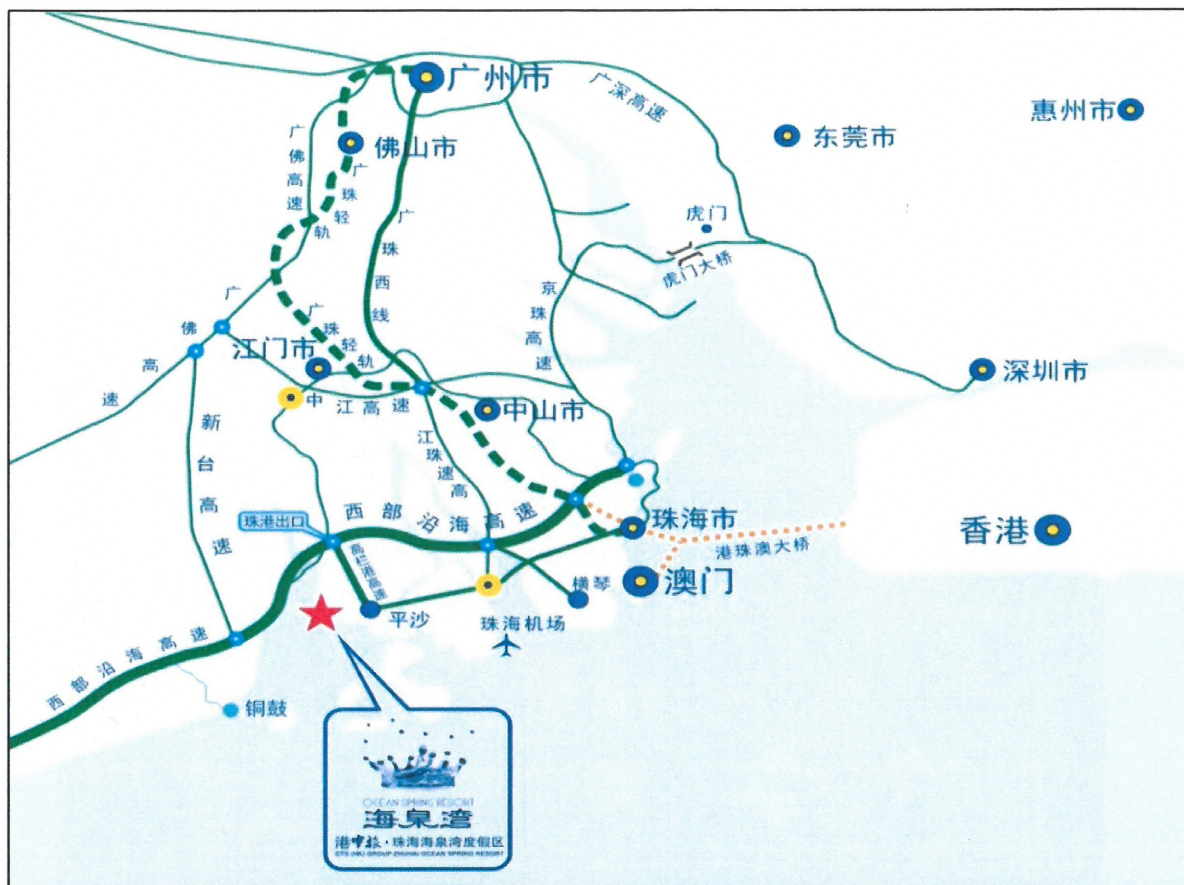 广州市
广深高速
惠州市
东莞市
佛山市
广佛高速
广珠轻轨
广珠西线
虎门
虎门大桥
京珠高速
广佛高速
江门市
广珠轻轨
深圳市
中江高速
中山市
新台高速
江珠速高
西部沿海高速
珠港出口
珠海市
港珠澳大桥
香港
高栏港高速
横琴
澳门
平沙
珠海机场
西部沿海高速
铜鼓
OCEAN SPRING RESORT
海泉湾
港中旅·珠海海泉湾度假区
CTS (HK) GROUP ZHUHAI OCEAN SPRING RESORT